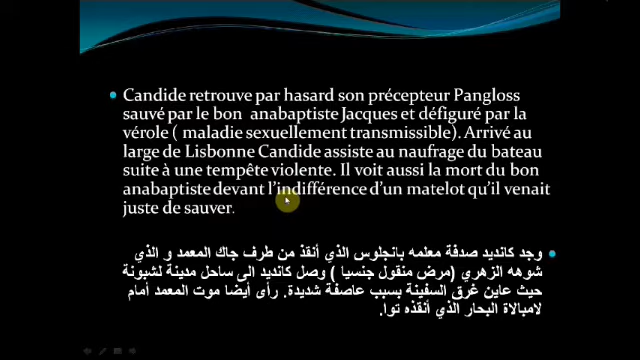 Candide retrouve par hasard son précepteur Pangloss
sauvé par le bon anabaptiste Jacques et défiguré par la
vérole ( maladie sexuellement transmissible). Arrivé au
large de Lisbonne Candide assiste au naufrage du bateau
suite à une tempête violente. Il voit aussi la mort du bon
anabaptiste devant l'indifférence d'un matelot qu'il venait
juste de sauver.
وجد كانديد صدفة معلمه بانجلوس الذي أنقذ من طرف جاك المعمد و الذي
شوهه الزهري (مرض منقول جنسيا ) وصل كانديد الى ساحل مدينة لشبونة
حيث عاين غرق السفينة بسبب عاصفة شديدة. رأى أيضا موت المعمد أمام
لامبالاة البحار الذي أنقذه توا.